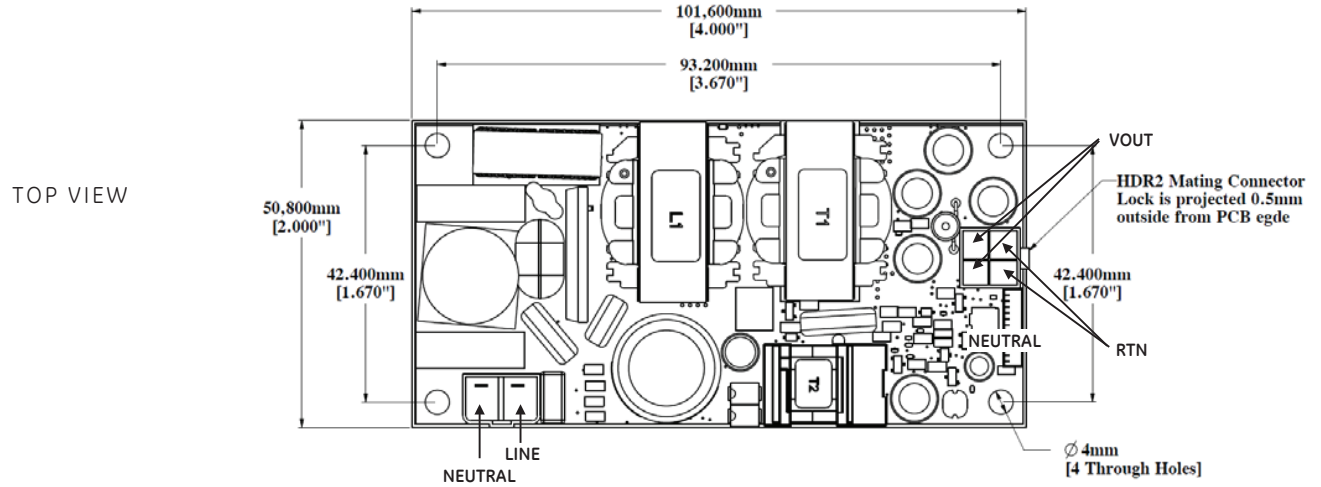 101,600mm
[4.000"]
93.200mm
[3.670"]
VOUT
TOP VIEW
HDR2 Mating Connector
Lock is projected 0.5mm
outside from PCB egde
50,800mm
[2.000"]
L1
T1
42.400mm
[1.670"]
42.400mm
[1.670"]
NEUTRAL
RTN
T2
LINE
NEUTRAL
Ø 4mm
[4 Through Holes]